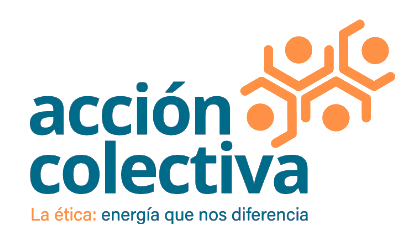 acción
colectiva
La ética: energía que nos diferencia